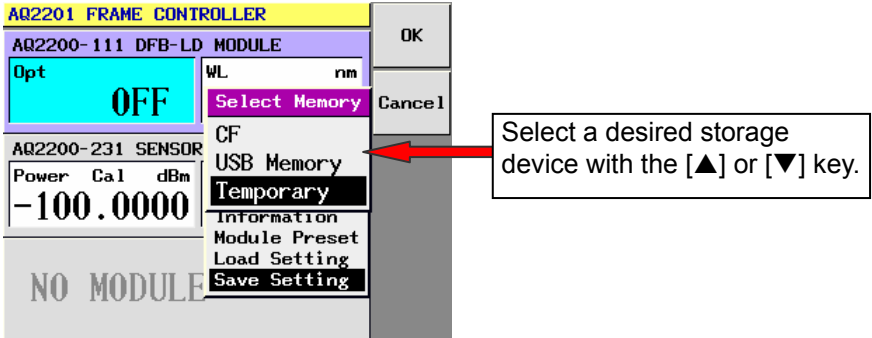 AQ2201 FRAME CONTROLLER
AQ2200-111 DFB-LD MODULE
Opt
OFF
WL nm
Select Memory
CF
USB Memory
Temporary
Information
Module Preset
Load Setting
Save Setting
AQ2200-231 SENSOR
Power Cal dBm
-100.0000
NO MODULE
OK
Cancel
Select a desired storage
device with the [▲] or [▼] key.